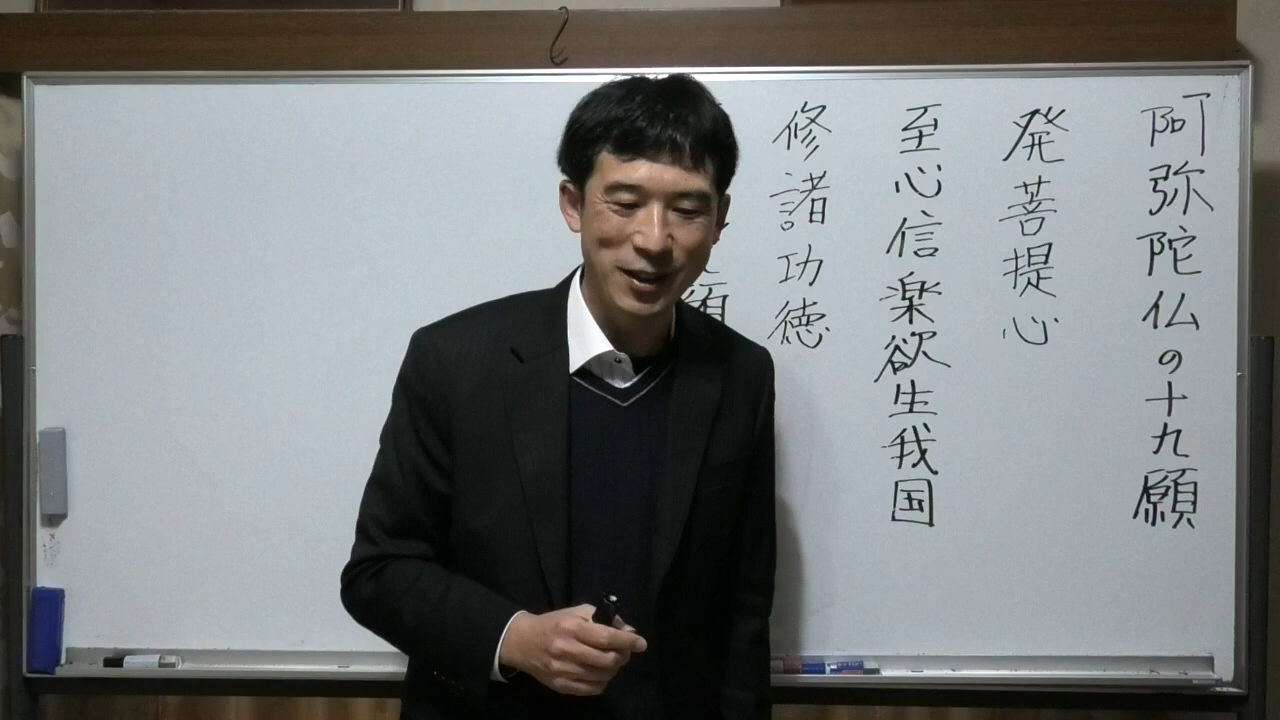 阿弥陀仏の十九願
発菩提心
至心信楽欲生我国
修諸功徳
願